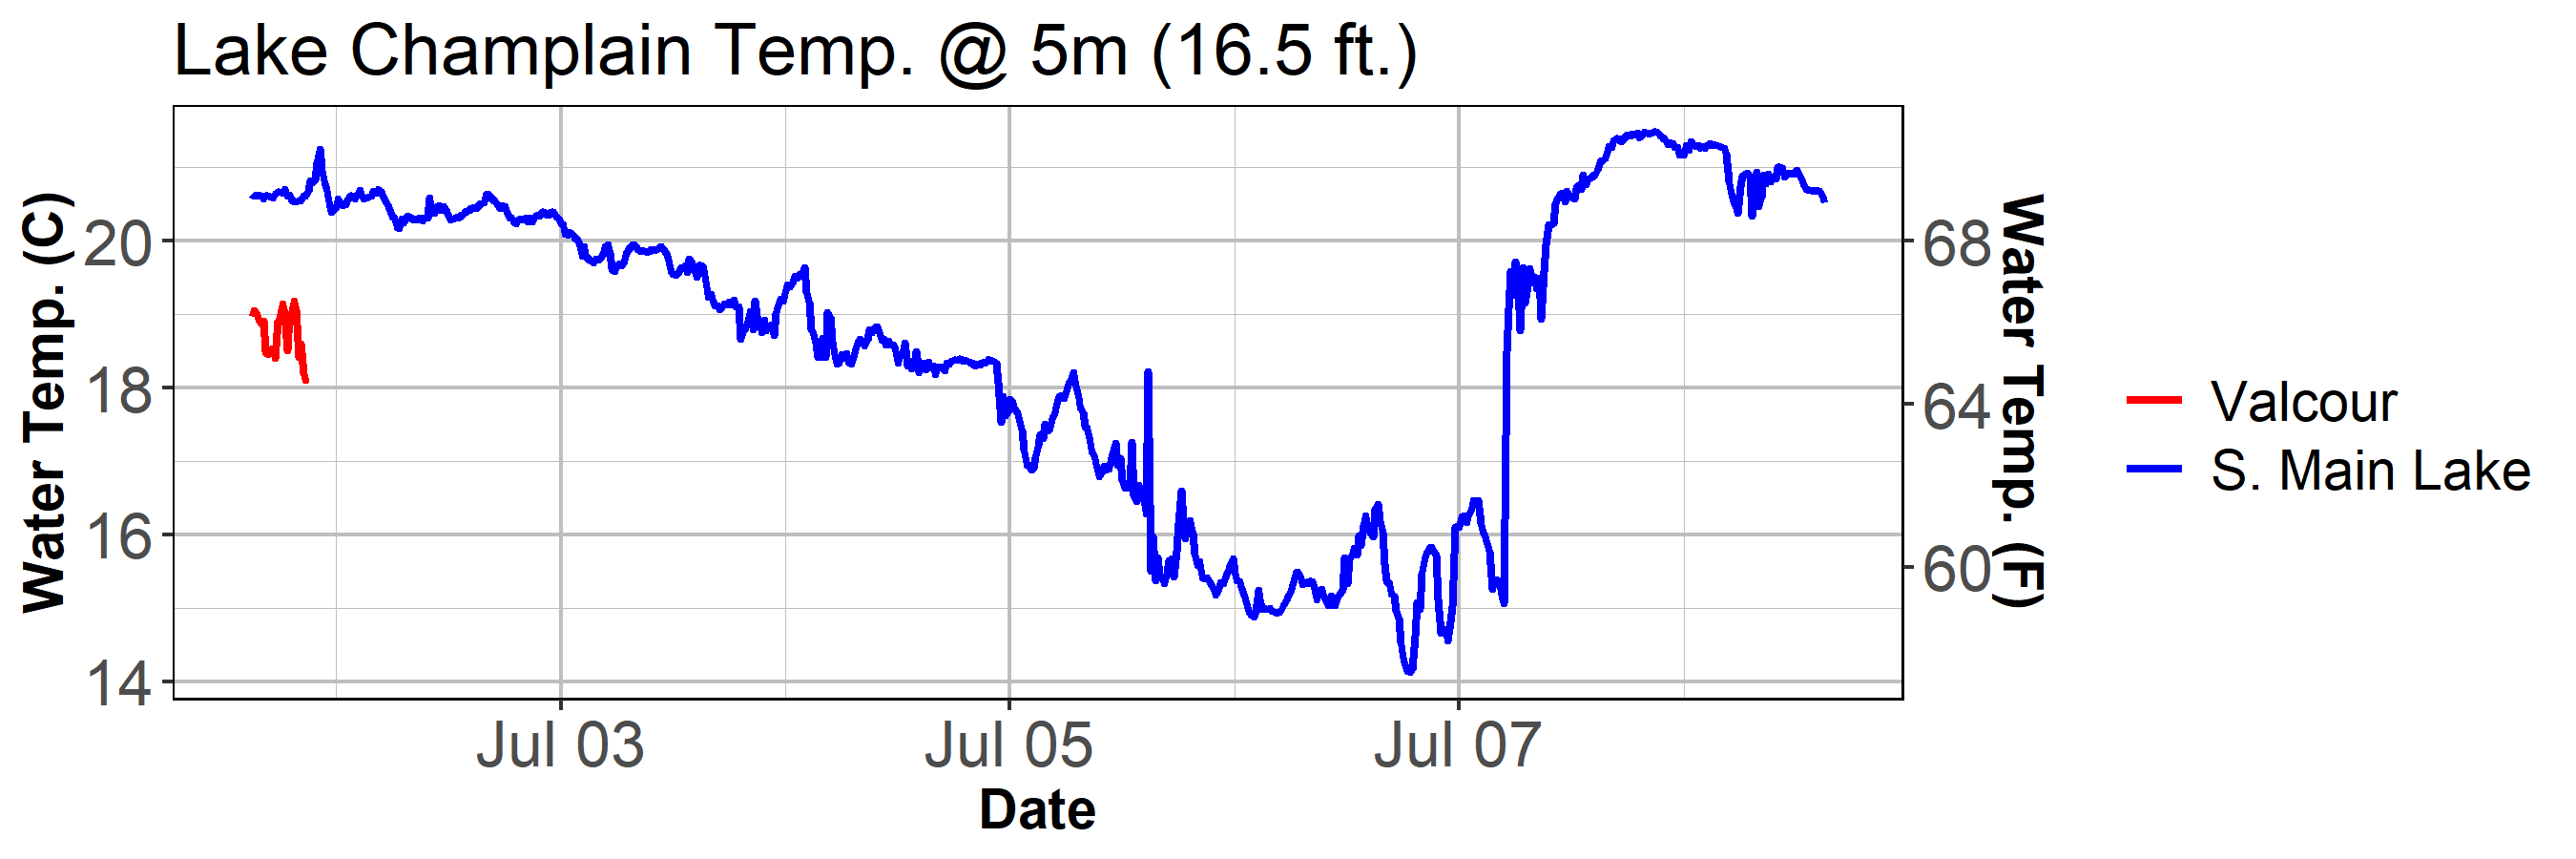 Lake Champlain Temp. @ 5m (16.5 ft.)
Water Temp. (C)
20
18
16
14
68
64
60
Water Temp. (F)
Jul 03
Jul 05
Jul 07
Date
Valcour
S. Main Lake